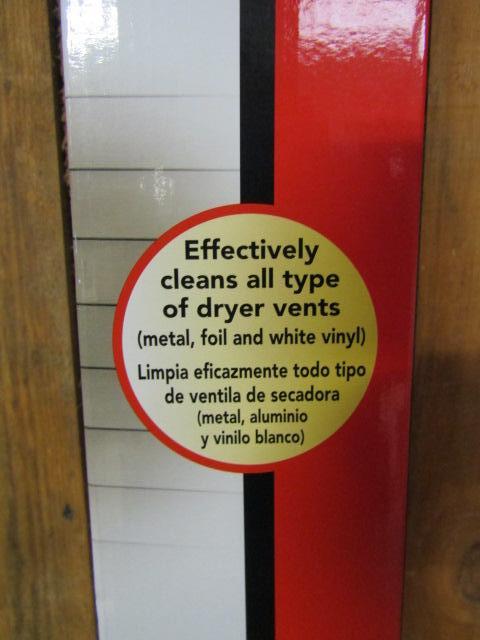 Effectively
cleans all type
of dryer vents
(metal, foil and white vinyl)
Limpia eficazmente todo tipo
de ventila de secadora
(metal, aluminio
y vinilo blanco)